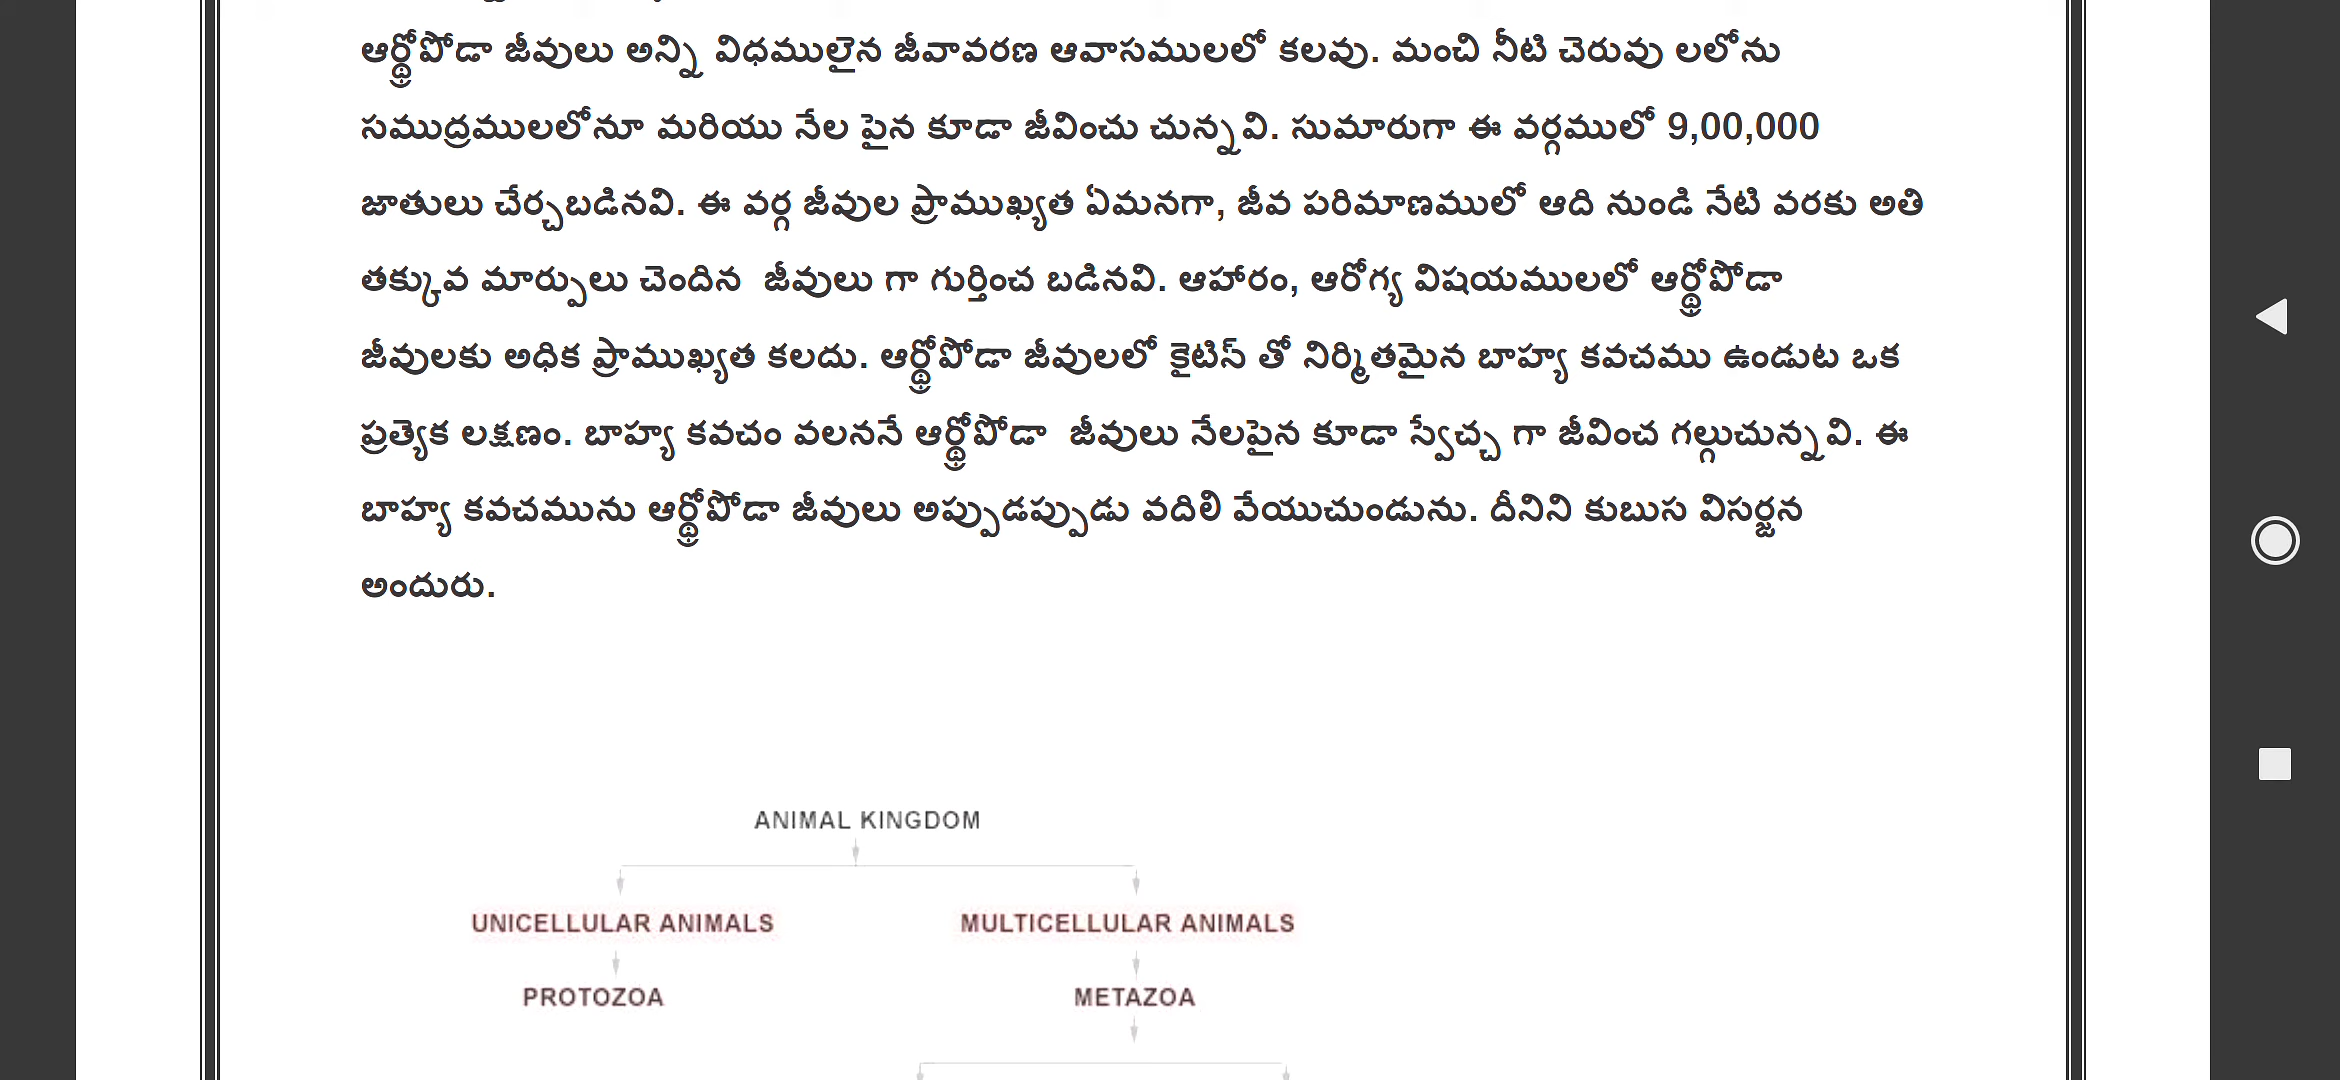 ఆర్థ్రోపోడా జీవులు అన్ని విధములైన జీవావరణ ఆవాసములలో కలవు. మంచి నీటి చెరువు లలోను
సముద్రములలోనూ మరియు నేల పైన కూడా జీవించు చున్నవి. సుమారుగా ఈ వర్గములో 9,00,000
జాతులు చేర్చబడినవి. ఈ వర్గ జీవుల ప్రాముఖ్యత ఏమనగా, జీవ పరిమాణములో ఆది నుండి నేటి వరకు అతి
తక్కువ మార్పులు చెందిన జీవులు గా గుర్తించ బడినవి. ఆహారం, ఆరోగ్య విషయములలో ఆర్థ్రోపోడా
జీవులకు అధిక ప్రాముఖ్యత కలదు. ఆర్థ్రోపోడా జీవులలో కైటిన్ తో నిర్మితమైన బాహ్య కవచము ఉండుట ఒక
ప్రత్యెక లక్షణం. బాహ్య కవచం వలననే ఆర్థ్రోపోడా జీవులు నేలపైన కూడా స్వేచ్చ గా జీవించ గల్గుచున్నవి. ఈ
బాహ్య కవచమును ఆర్థ్రోపోడా జీవులు అప్పుడప్పుడు వదిలి వేయుచుండును. దీనిని కుబుస విసర్జన
అందురు.
ANIMAL KINGDOM
UNICELLULAR ANIMALS MULTICELLULAR ANIMALS
PROTOZOA METAZOA